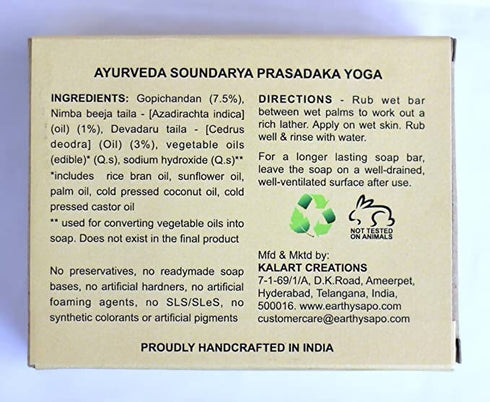 AYURVEDA SOUNDARYA PRASADAKA YOGA
INGREDIENTS: Gopichandan (7.5%),
Nimba beeja taila - [Azadirachta indica]
(oil) (1%), Devadaru taila - [Cedrus
deodra] (Oil) (3%), vegetable oils
(edible)* (Q.s), sodium hydroxide (Q.s)**
*includes rice bran oil, sunflower oil,
palm oil, cold pressed coconut oil, cold
pressed castor oil
** used for converting vegetable oils into
soap. Does not exist in the final product
No preservatives, no readymade soap
bases, no artificial hardners, no artificial
foaming agents, no SLS/SLeS, no
synthetic colorants or artificial pigments
DIRECTIONS - Rub wet bar
between wet palms to work out a
rich lather. Apply on wet skin. Rub
well & rinse with water.
For a longer lasting soap bar,
leave the soap on a well-drained,
well-ventilated surface after use.
NOT TESTED
ON ANIMALS
Mfd & Mktd by:
KALART CREATIONS
7-1-69/1/A, D.K.Road, Ameerpet,
Hyderabad, Telangana, India,
500016. www.earthysapo.com
customercare@earthysapo.com
PROUDLY HANDCRAFTED IN INDIA